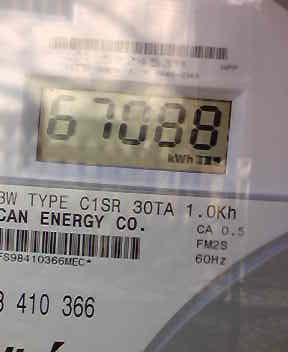 67088
kWh
3W TYPE C1SR 30TA 1.0Kh
CAN ENERGY CO.
CA 0.5
FM2S
FS98410366MEC*
60Hz
410 366